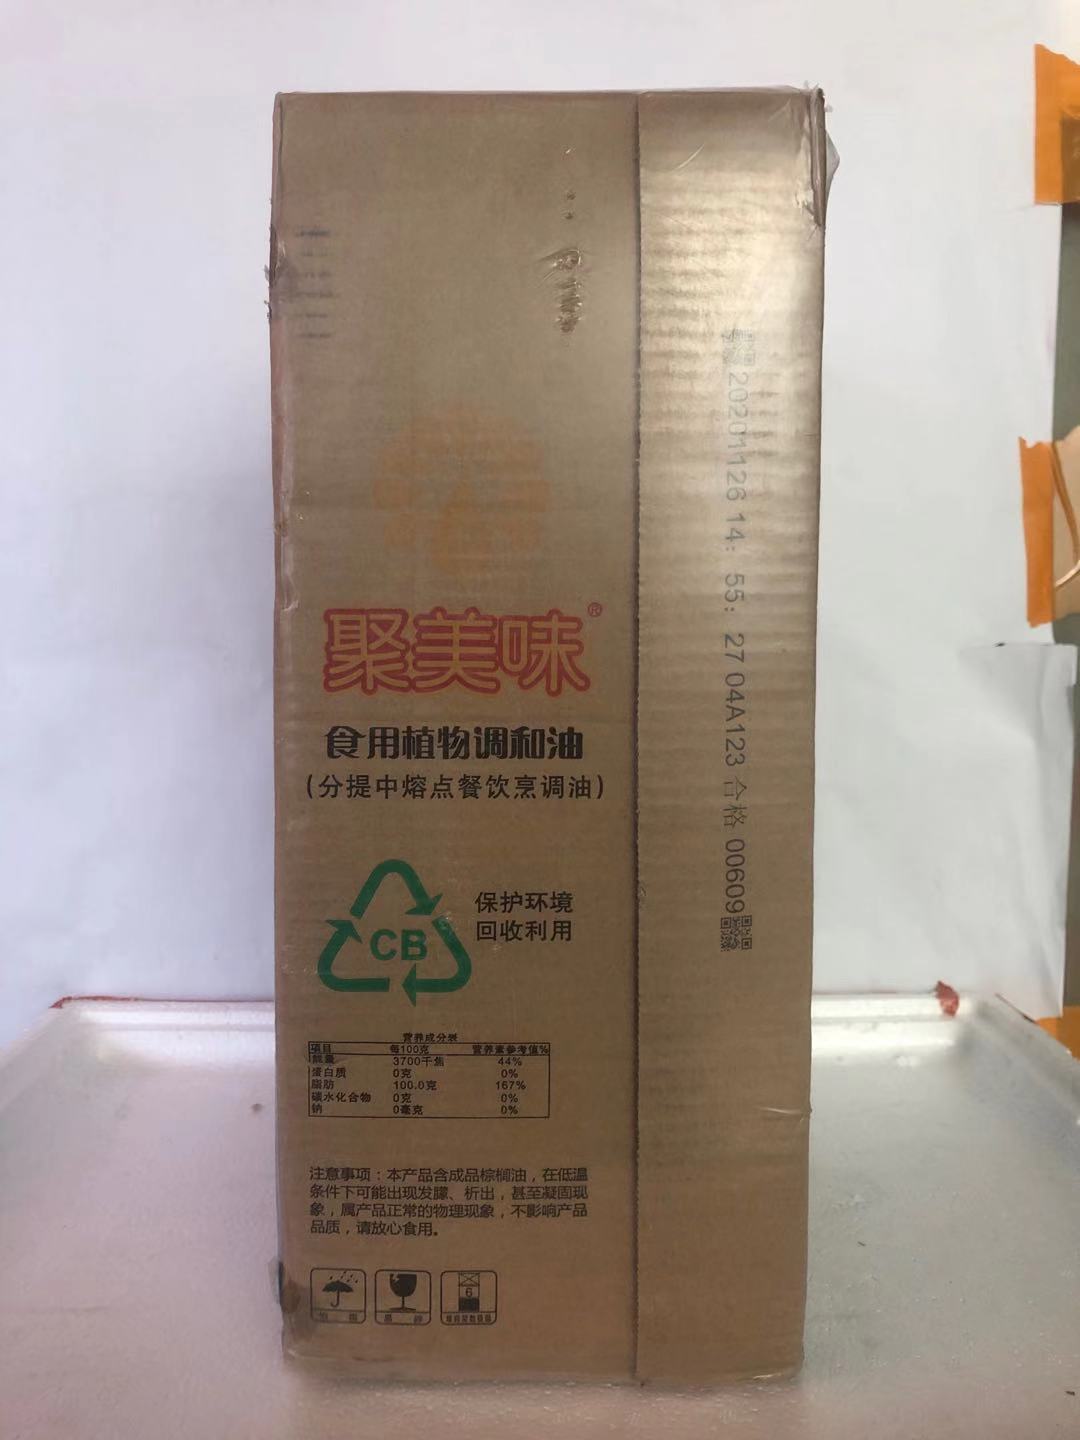 聚美味®
食用植物调和油
（分提中熔点餐饮烹调油）
CB
保护环境
回收利用
营养成分表
项目 每100克 营养素参考值%
能量 3700千焦 44%
蛋白质 0克 0%
脂肪 100.0克 167%
碳水化合物 0克 0%
钠 0毫克 0%
注意事项：本产品含成品棕榈油，在低温
条件下可能出现发朦、析出，甚至凝固现
象，属产品正常的物理现象，不影响产品
品质，请放心食用。
6
20201126 14：55：27 04A123 合格 00609